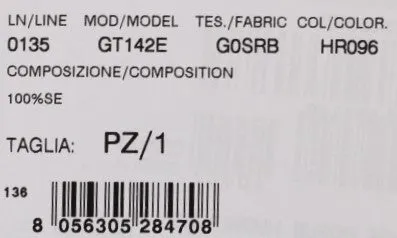 LN/LINE MOD/MODEL TES./FABRIC COL/COLOR.
0135 GT142E G0SRB HR096
COMPOSIZIONE/COMPOSITION
100%SE
TAGLIA: PZ/1
136
8 056305 284708